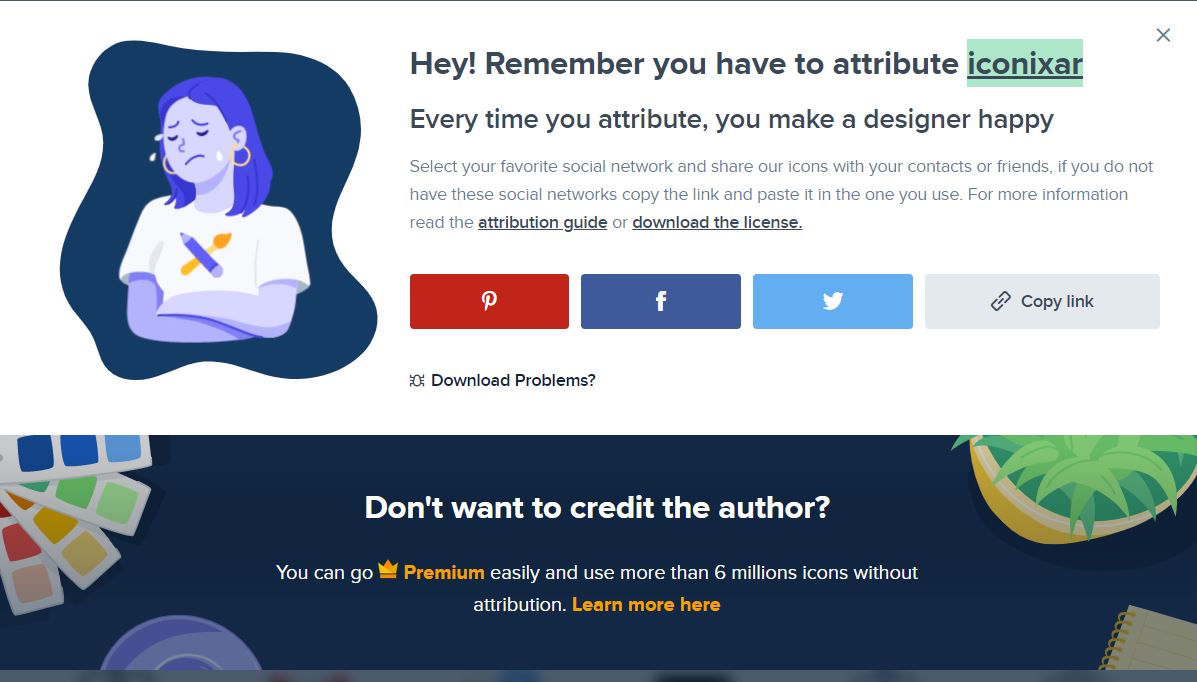 Hey! Remember you have to attribute iconixar
Every time you attribute, you make a designer happy
Select your favorite social network and share our icons with your contacts or friends, if you do not
have these social networks copy the link and paste it in the one you use. For more information
read the attribution guide or download the license.
Copy link
Download Problems?
Don't want to credit the author?
You can go Premium easily and use more than 6 millions icons without
attribution. Learn more here